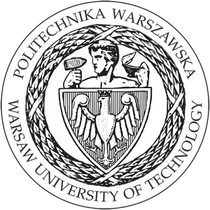 POLITECHNIKA WARSZAWSKA
WARSAW UNIVERSITY OF TECHNOLOGY